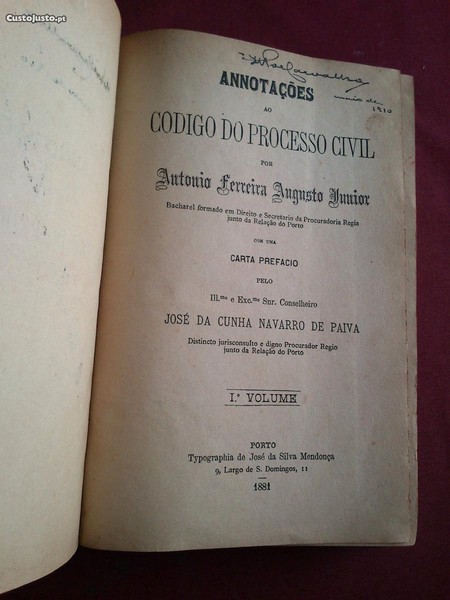 CustoJusto.pt
maio de
1910
ANNOTAÇÕES
AO
CODIGO DO PROCESSO CIVIL
POR
Antonio Ferreira Augusto Junior
Bacharel formado em Direito e Secretario da Procuradoria Regia
junto da Relação do Porto
COM UMA
CARTA PREFACIO
PELO
Ill.mo e Exc.mo Snr. Conselheiro
JOSÉ DA CUNHA NAVARRO DE PAIVA
Distincto jurisconsulto e digno Procurador Regio
junto da Relação do Porto
I.º VOLUME
PORTO
Typographia de José da Silva Mendonça
9, Largo de S. Domingos, 11
1881